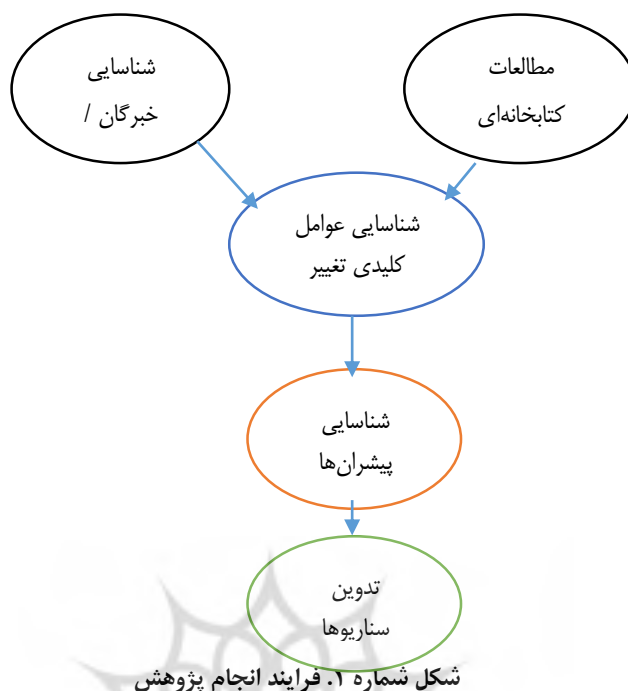 مطالعات
کتابخانه‌ای
شناسایی
خبرگان /
شناسایی عوامل
کلیدی تغییر
شناسایی
پیشران‌ها
تدوین
سناریوها
شکل شماره ۱. فرایند انجام پژوهش